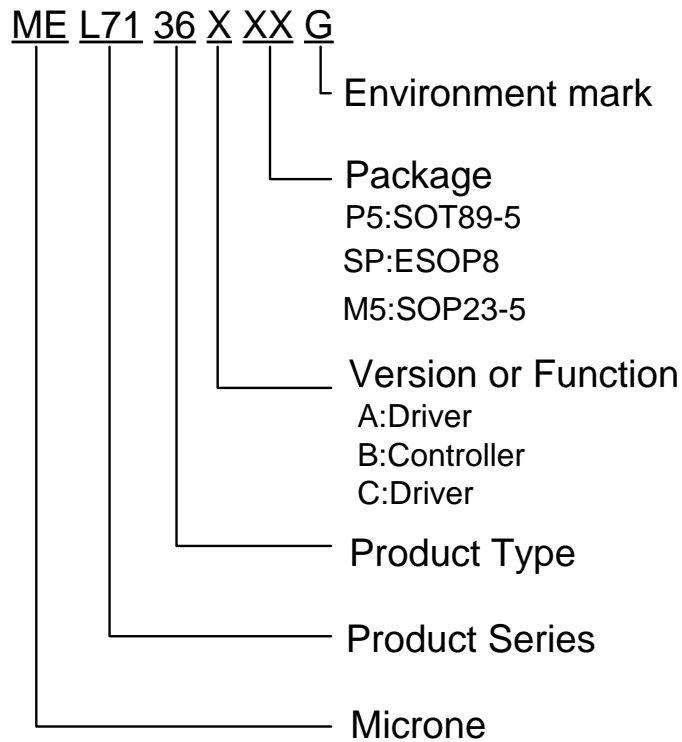 ME L71 36 X XX G
Environment mark
Package
P5:SOT89-5
SP:ESOP8
M5:SOP23-5
Version or Function
A:Driver
B:Controller
C:Driver
Product Type
Product Series
Microne